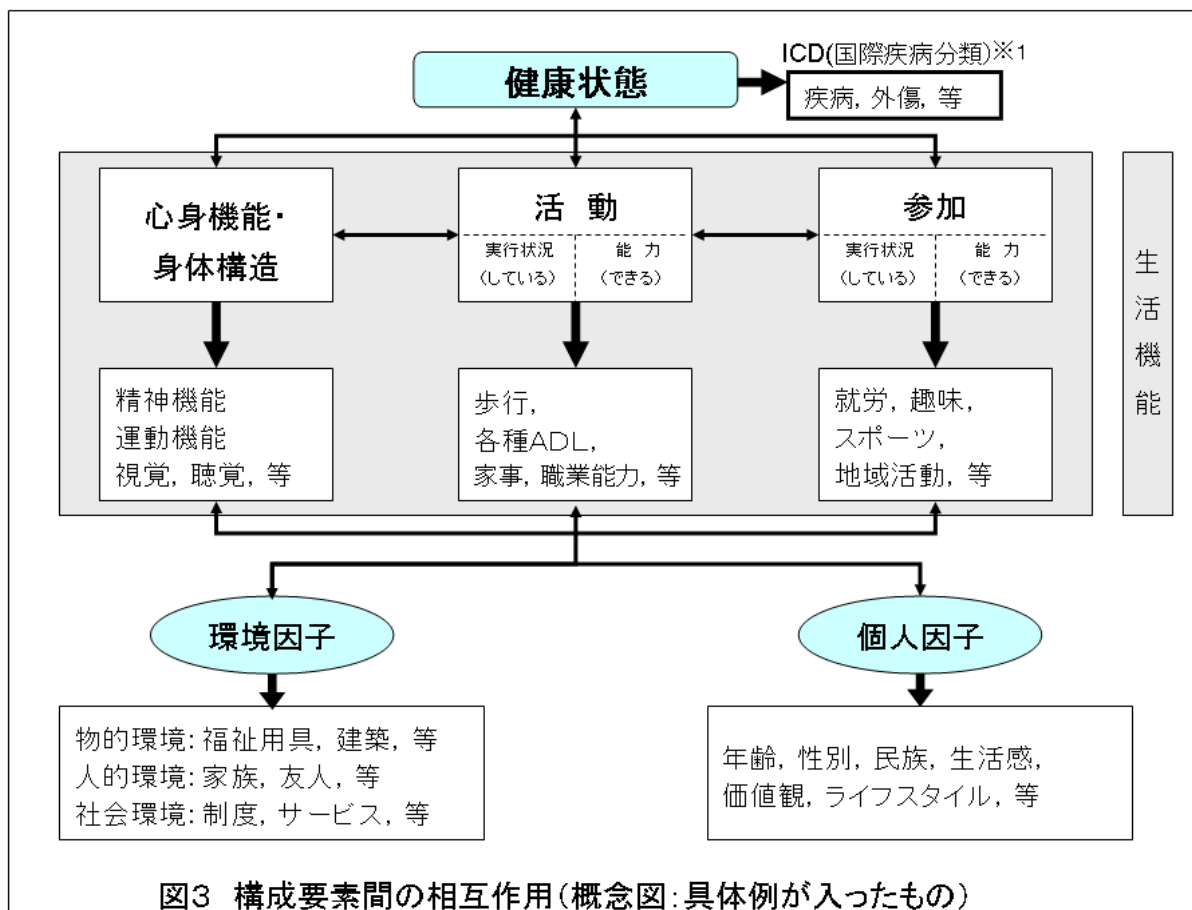 ICD(国際疾病分類)※1
健康状態
疾病, 外傷, 等
心身機能・
身体構造
活 動
実行状況
(している)
能 力
(できる)
参加
実行状況
(している)
能 力
(できる)
生活機能
精神機能
運動機能
視覚, 聴覚, 等
歩行,
各種ADL,
家事, 職業能力, 等
就労, 趣味,
スポーツ,
地域活動, 等
環境因子
個人因子
物的環境: 福祉用具, 建築, 等
人的環境: 家族, 友人, 等
社会環境: 制度, サービス, 等
年齢, 性別, 民族, 生活感,
価値観, ライフスタイル, 等
図3 構成要素間の相互作用(概念図:具体例が入ったもの)